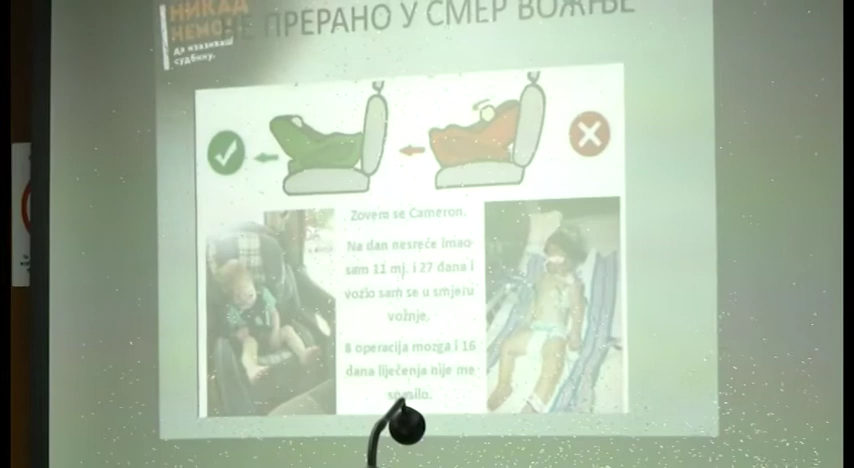 НИКАД
НЕМОЈ
да изазиваш
судбину.
НЕ ПРЕРАНО У СМЕР ВОЖЊЕ
Zovem se Cameron.
Na dan nesreće imao
sam 11 mj. i 27 dana i
vozio sam se u smjeru
vožnje.
8 operacija mozga i 16
dana liječenja nije me
spasilo.